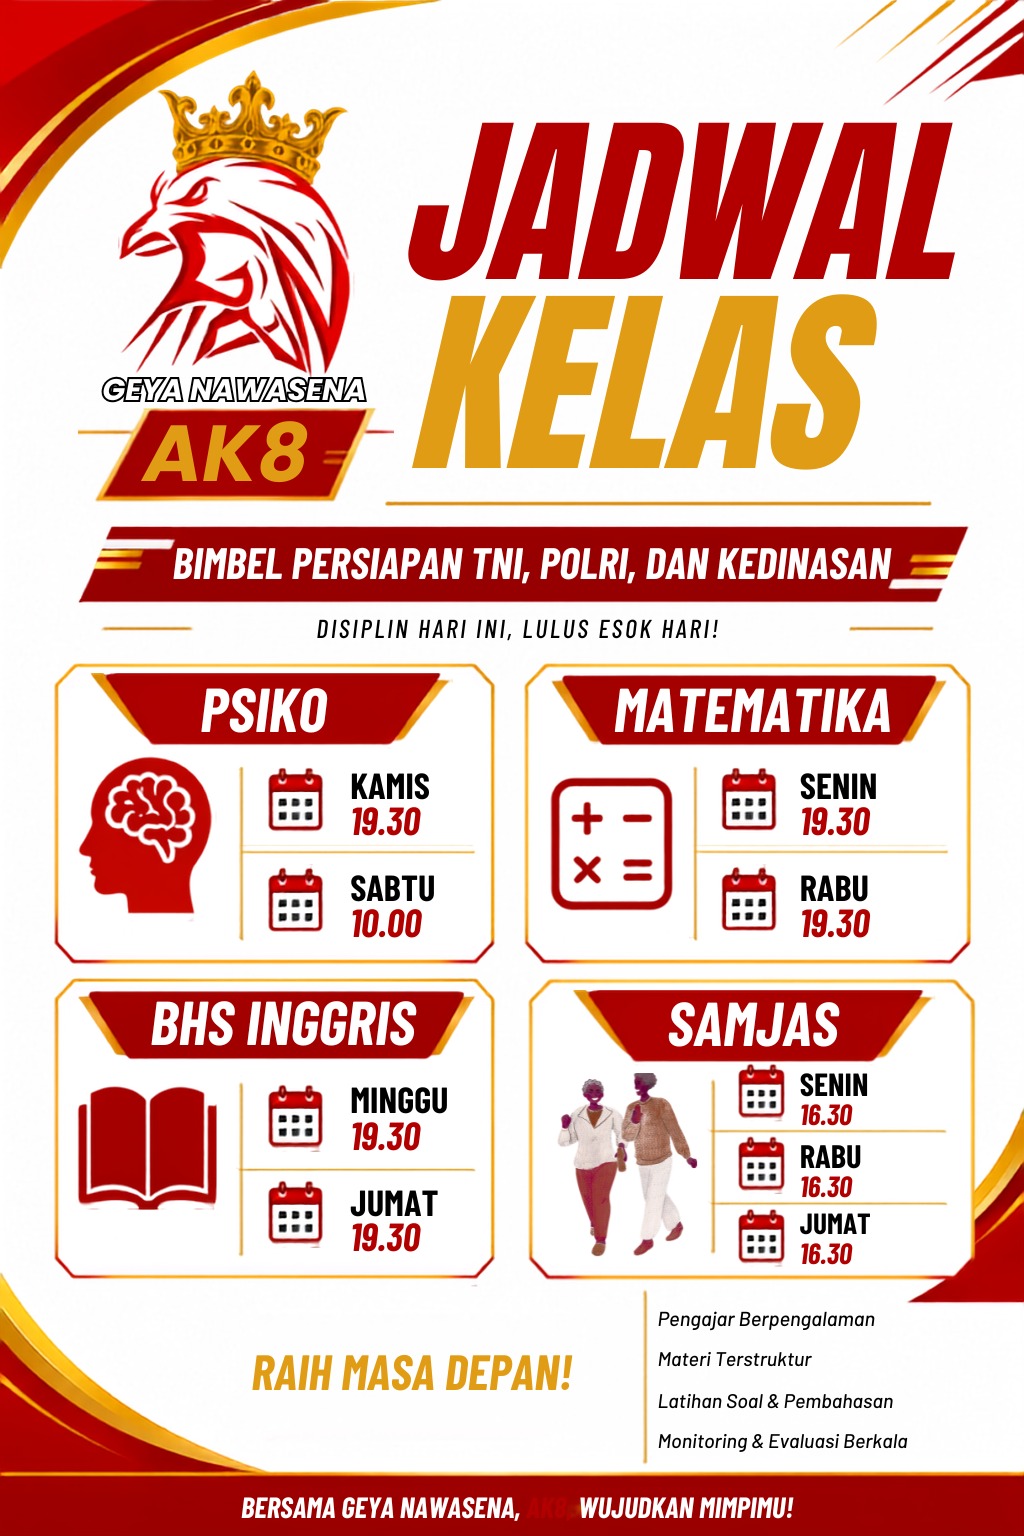 JADWAL
KELAS
GEYA NAWASENA
AK8
BIMBEL PERSIAPAN TNI, POLRI, DAN KEDINASAN
DISIPLIN HARI INI, LULUS ESOK HARI!
PSIKO
KAMIS
19.30
SABTU
10.00
MATEMATIKA
SENIN
19.30
RABU
19.30
BHS INGGRIS
MINGGU
19.30
JUMAT
19.30
SAMJAS
SENIN
16.30
RABU
16.30
JUMAT
16.30
RAIH MASA DEPAN!
Pengajar Berpengalaman
Materi Terstruktur
Latihan Soal & Pembahasan
Monitoring & Evaluasi Berkala
BERSAMA GEYA NAWASENA, AK8 WUJUDKAN MIMPIMU!